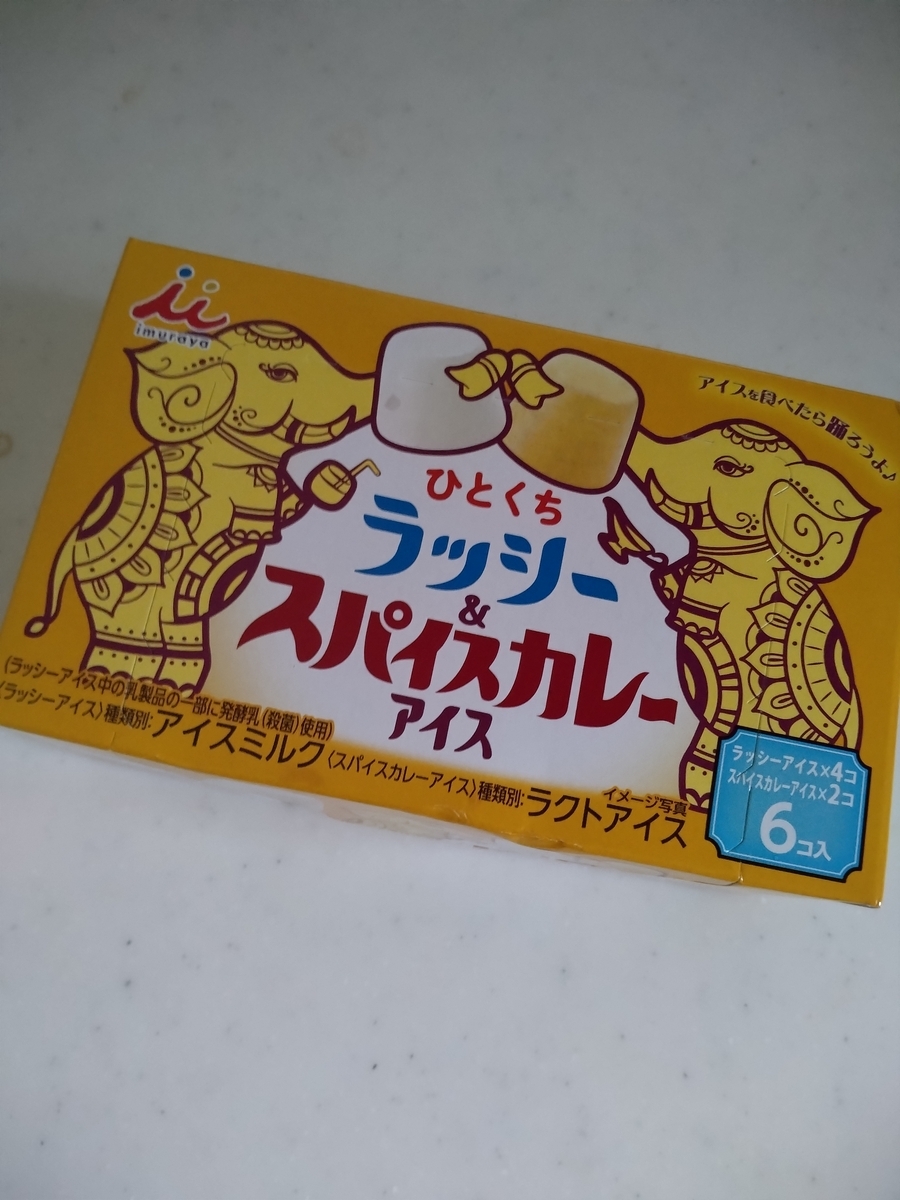 imuraya
アイスを食べたら踊ろうよ♪
ひとくち
ラッシー
&
スパイスカレー
アイス
(ラッシーアイス中の乳製品の一部に発酵乳(殺菌)使用)
〈ラッシーアイス〉種類別:アイスミルク〈スパイスカレーアイス〉種類別:ラクトアイス
イメージ写真
ラッシーアイス×4コ
スパイスカレーアイス×2コ
6コ入